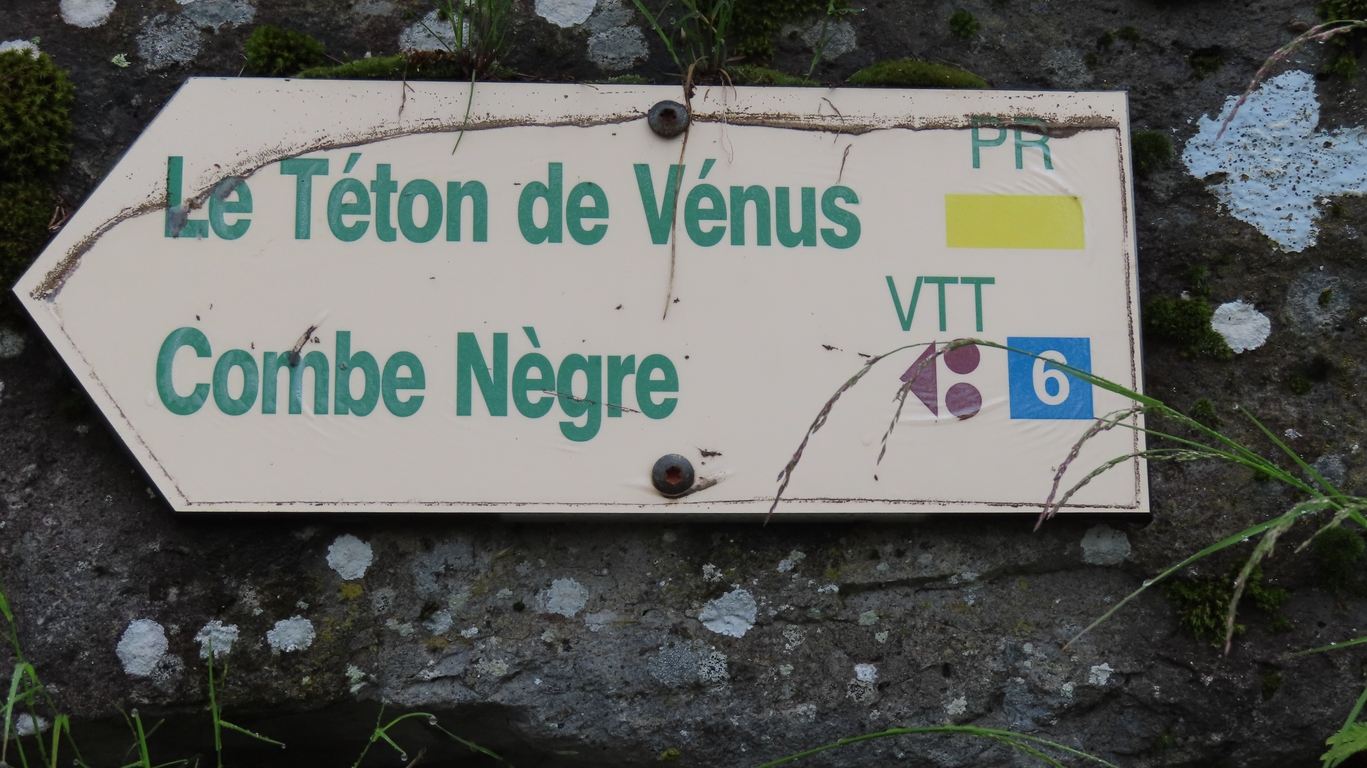 PR
Le Téton de Vénus
VTT
Combe Nègre
6